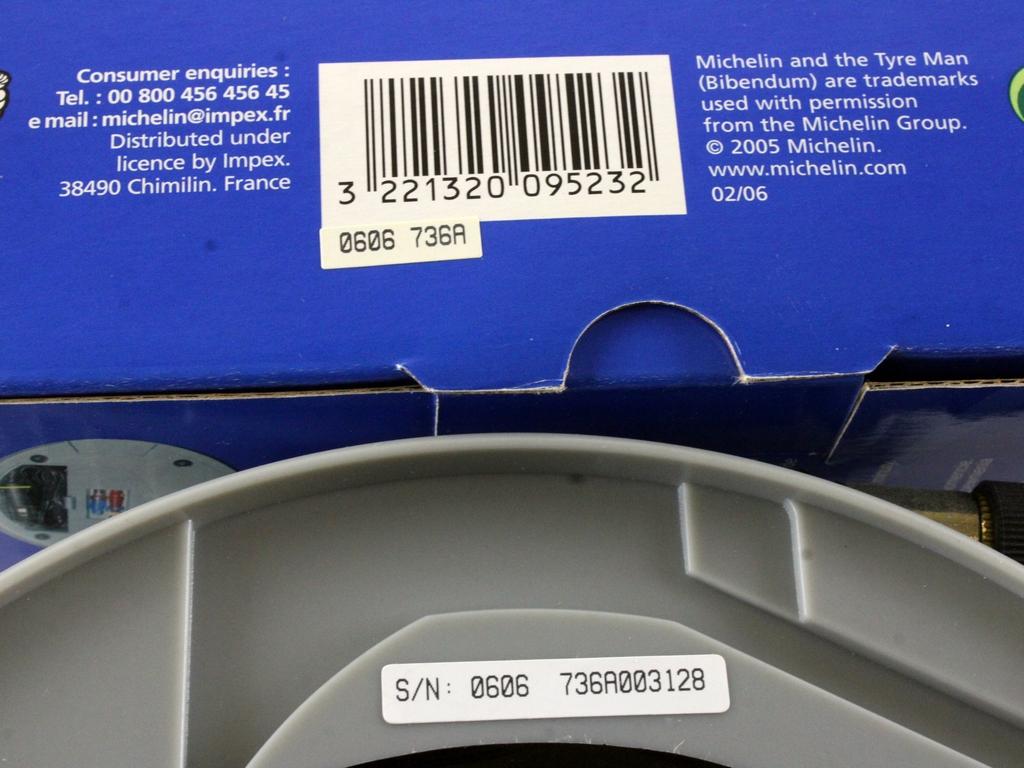 Consumer enquiries :
Tel. : 00 800 456 456 45
e mail : michelin@impex.fr
Distributed under
licence by Impex.
38490 Chimilin. France
3 221320 095232
0606 736A
Michelin and the Tyre Man
(Bibendum) are trademarks
used with permission
from the Michelin Group.
© 2005 Michelin.
www.michelin.com
02/06
S/N: 0606 736A003128